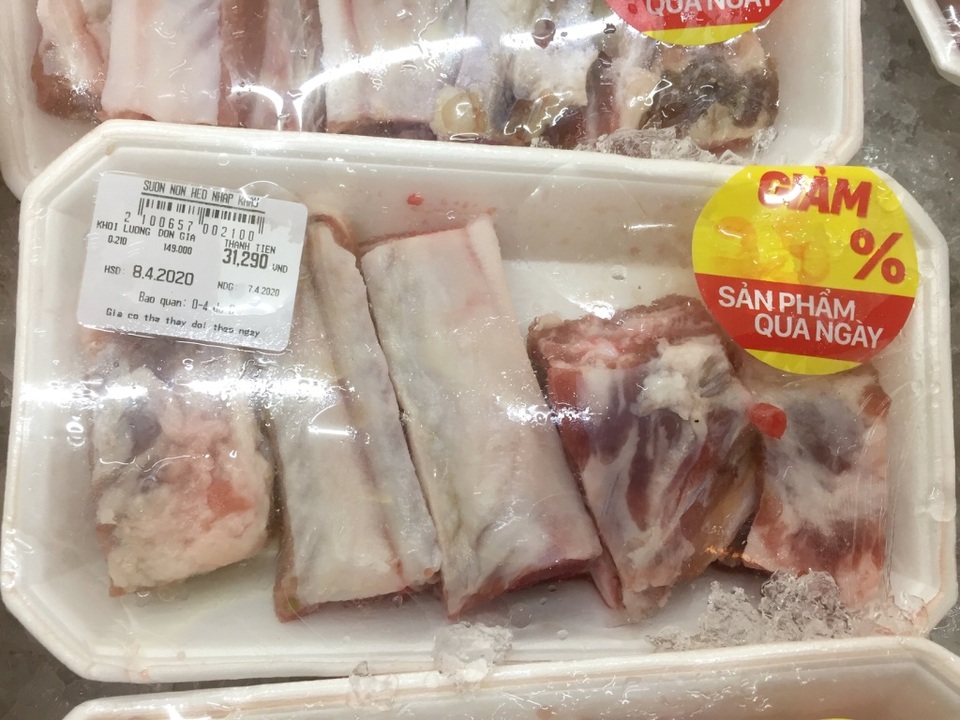 QUA NGÀY
SUON NON HEO NHAP KHAU
2 100657 002100
KHOI LUONG DON GIA THANH TIEN
0.210 149.000 31,290 VND
HSD: 8.4.2020 NDG: 7.4.2020
Bao quan: 0-4 do C
Gia co the thay doi theo ngay
GIẢM
%
SẢN PHẨM
QUA NGÀY